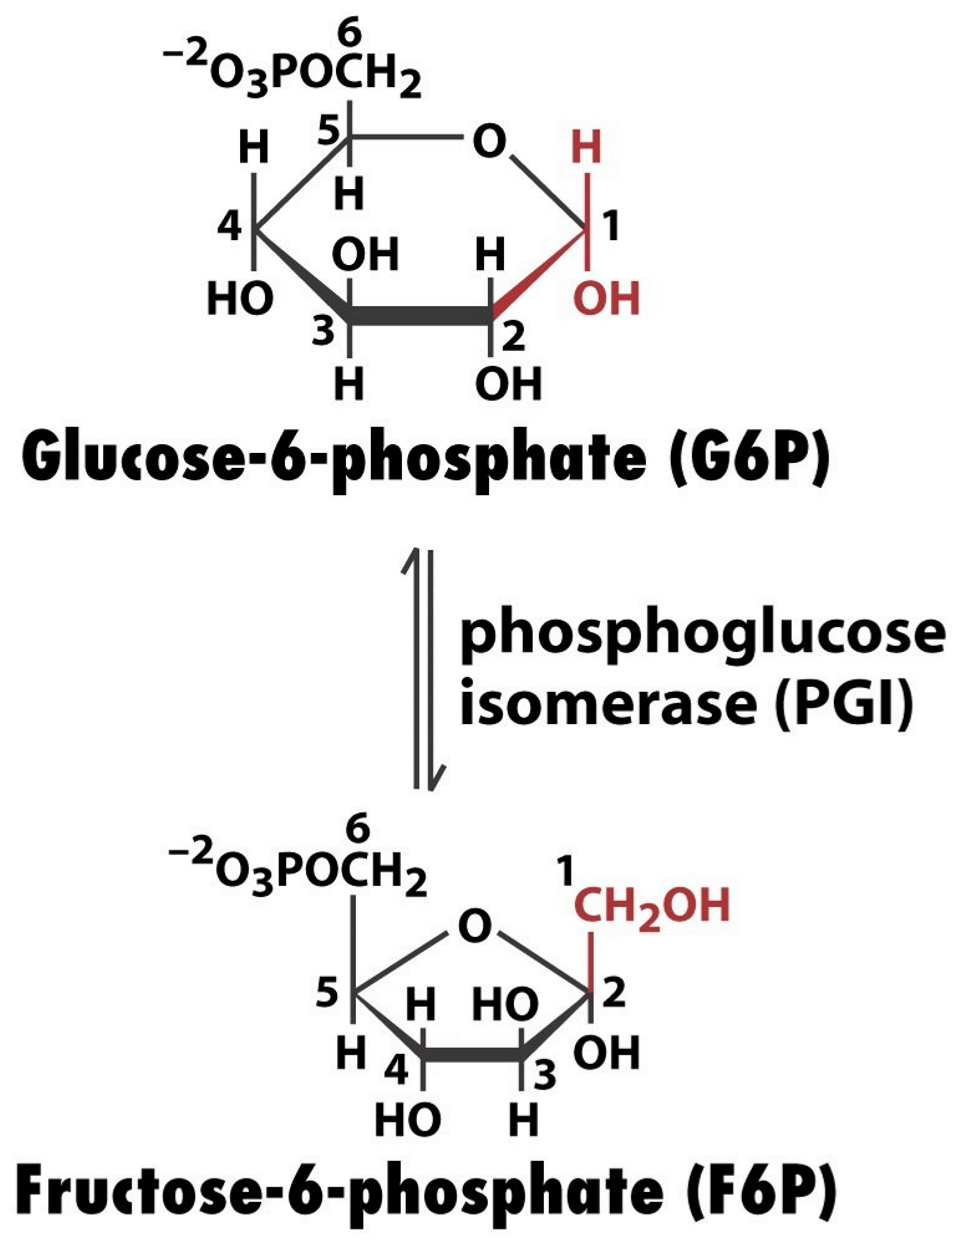 6
⁻²O₃POCH₂
H 5 O H
H
4 1
OH H
HO OH
3 2
H OH
Glucose-6-phosphate (G6P)
phosphoglucose
isomerase (PGI)
6
⁻²O₃POCH₂ 1
CH₂OH
O
5 H HO 2
H 4 3 OH
HO H
Fructose-6-phosphate (F6P)